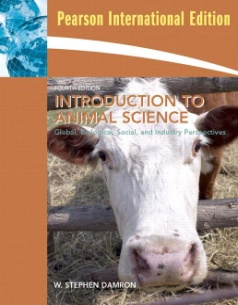 Pearson International Edition
FOURTH EDITION
INTRODUCTION TO
ANIMAL SCIENCE
Global, Biological, Social, and Industry Perspectives
W. STEPHEN DAMRON